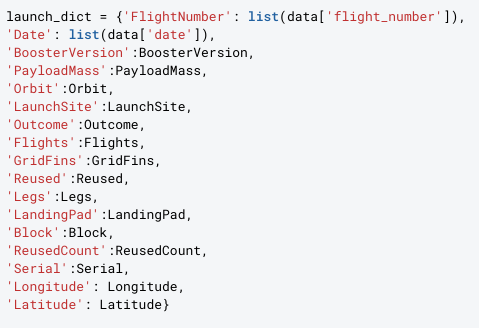 launch_dict = {'FlightNumber': list(data['flight_number']),
'Date': list(data['date']),
'BoosterVersion':BoosterVersion,
'PayloadMass':PayloadMass,
'Orbit':Orbit,
'LaunchSite':LaunchSite,
'Outcome':Outcome,
'Flights':Flights,
'GridFins':GridFins,
'Reused':Reused,
'Legs':Legs,
'LandingPad':LandingPad,
'Block':Block,
'ReusedCount':ReusedCount,
'Serial':Serial,
'Longitude': Longitude,
'Latitude': Latitude}